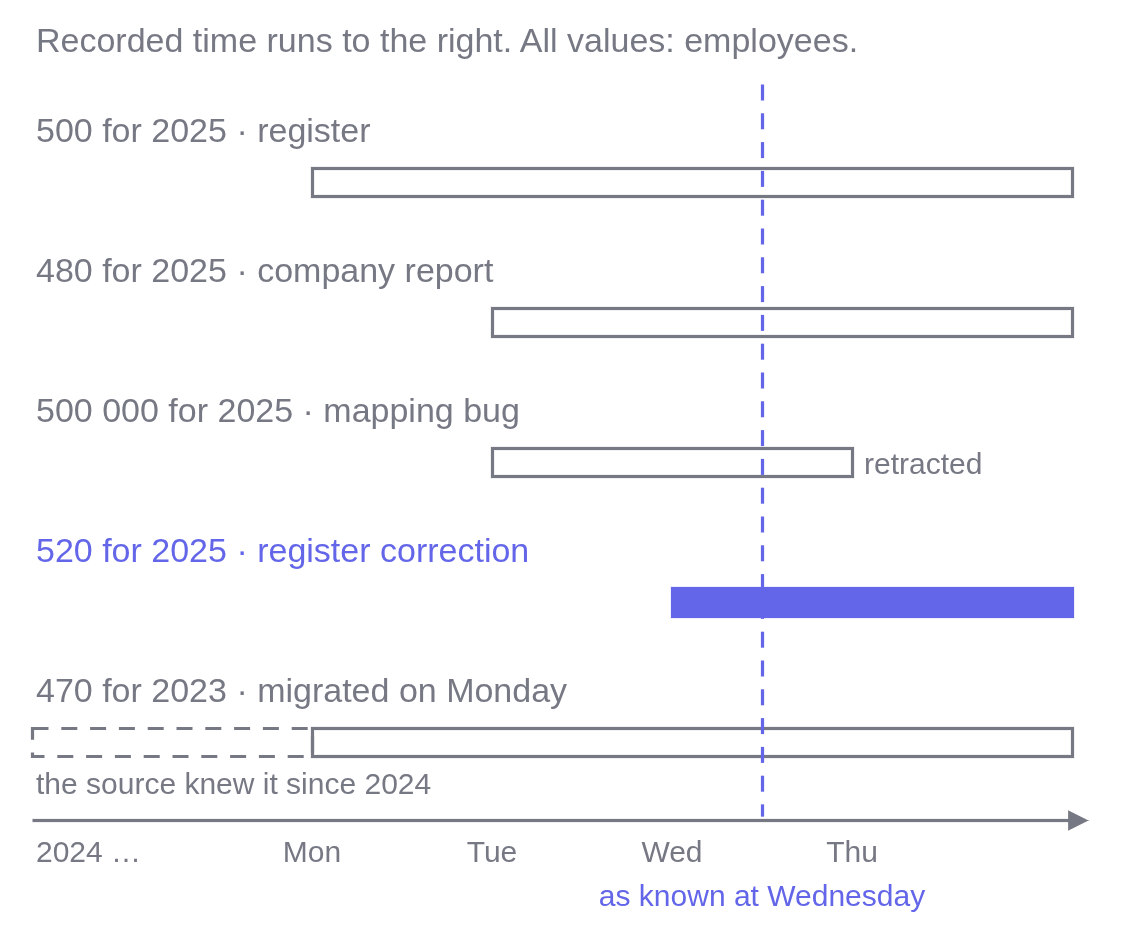 Recorded time runs to the right. All values: employees.
500 for 2025 · register
480 for 2025 · company report
500 000 for 2025 · mapping bug
retracted
520 for 2025 · register correction
470 for 2023 · migrated on Monday
the source knew it since 2024
2024 … Mon Tue Wed Thu
as known at Wednesday